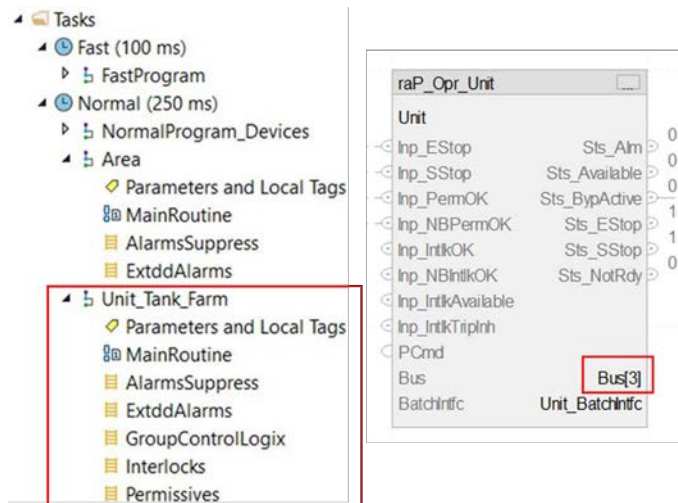 Tasks
Fast (100 ms)
FastProgram
Normal (250 ms)
NormalProgram_Devices
Area
Parameters and Local Tags
MainRoutine
AlarmsSuppress
ExtddAlarms
Unit_Tank_Farm
Parameters and Local Tags
MainRoutine
AlarmsSuppress
ExtddAlarms
GroupControlLogix
Interlocks
Permissives
raP_Opr_Unit ...
Unit
Inp_EStop Sts_Alm 0
Inp_SStop Sts_Available 0
Inp_PermOK Sts_BypActive 0
Inp_NBPermOK Sts_EStop 1
Inp_IntlkOK Sts_SStop 1
Inp_NBIntlkOK Sts_NotRdy 0
Inp_IntlkAvailable
Inp_IntlkTripInh
PCmd
Bus Bus[3]
BatchIntfc Unit_BatchIntfc